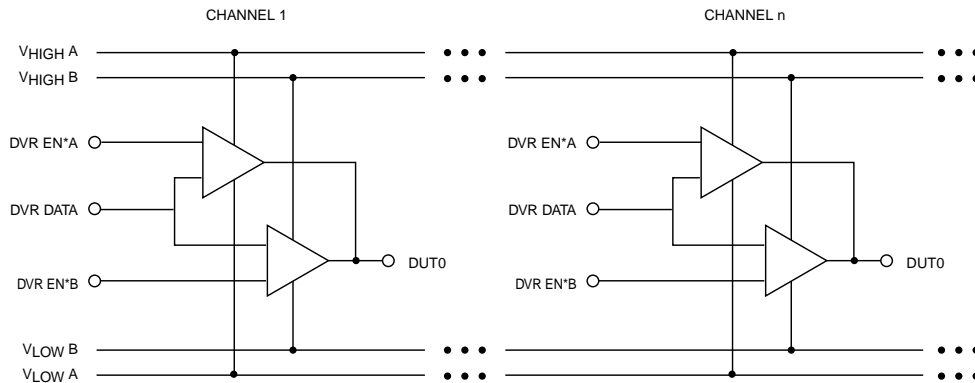 CHANNEL 1
CHANNEL n
VHIGH A
VHIGH B
DVR EN*A
DVR DATA
DVR EN*B
DUT0
VLOW B
VLOW A
DVR EN*A
DVR DATA
DVR EN*B
DUT0